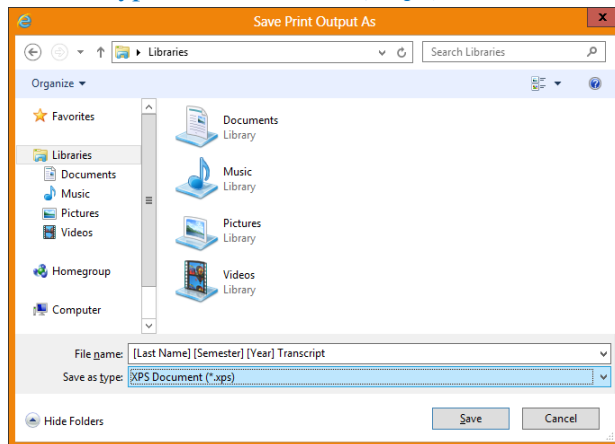 Save Print Output As
x
Libraries
Search Libraries
Organize
Favorites
Libraries
Documents
Music
Pictures
Videos
Homegroup
Computer
Documents
Library
Music
Library
Pictures
Library
Videos
Library
File name: [Last Name] [Semester] [Year] Transcript
Save as type: XPS Document (*.xps)
Hide Folders
Save
Cancel